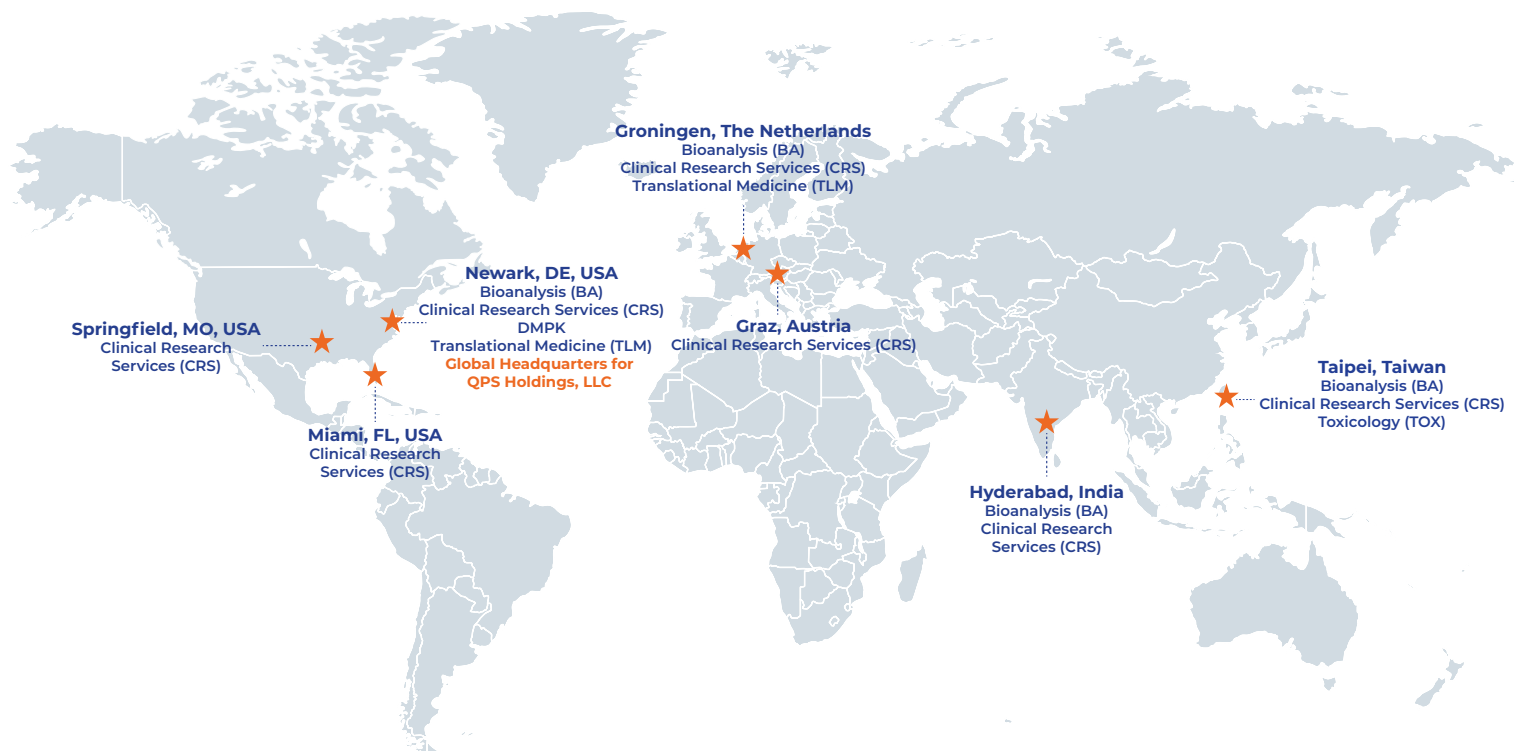 Groningen, The Netherlands
Bioanalysis (BA)
Clinical Research Services (CRS)
Translational Medicine (TLM)
Newark, DE, USA
Bioanalysis (BA)
Clinical Research Services (CRS)
DMPK
Translational Medicine (TLM)
Global Headquarters for
QPS Holdings, LLC
Springfield, MO, USA
Clinical Research
Services (CRS)
Graz, Austria
Clinical Research Services (CRS)
Taipei, Taiwan
Bioanalysis (BA)
Clinical Research Services (CRS)
Toxicology (TOX)
Miami, FL, USA
Clinical Research
Services (CRS)
Hyderabad, India
Bioanalysis (BA)
Clinical Research
Services (CRS)